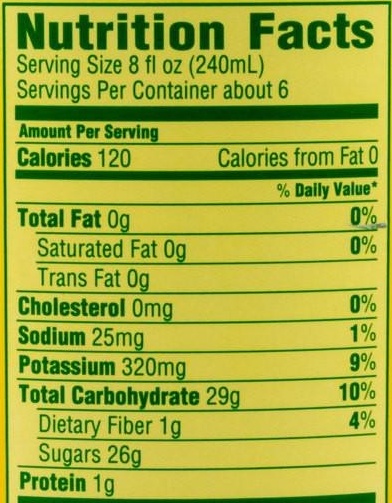 Nutrition Facts
Serving Size 8 fl oz (240mL)
Servings Per Container about 6
Amount Per Serving
Calories 120 Calories from Fat 0
% Daily Value*
Total Fat 0g 0%
Saturated Fat 0g 0%
Trans Fat 0g
Cholesterol 0mg 0%
Sodium 25mg 1%
Potassium 320mg 9%
Total Carbohydrate 29g 10%
Dietary Fiber 1g 4%
Sugars 26g
Protein 1g